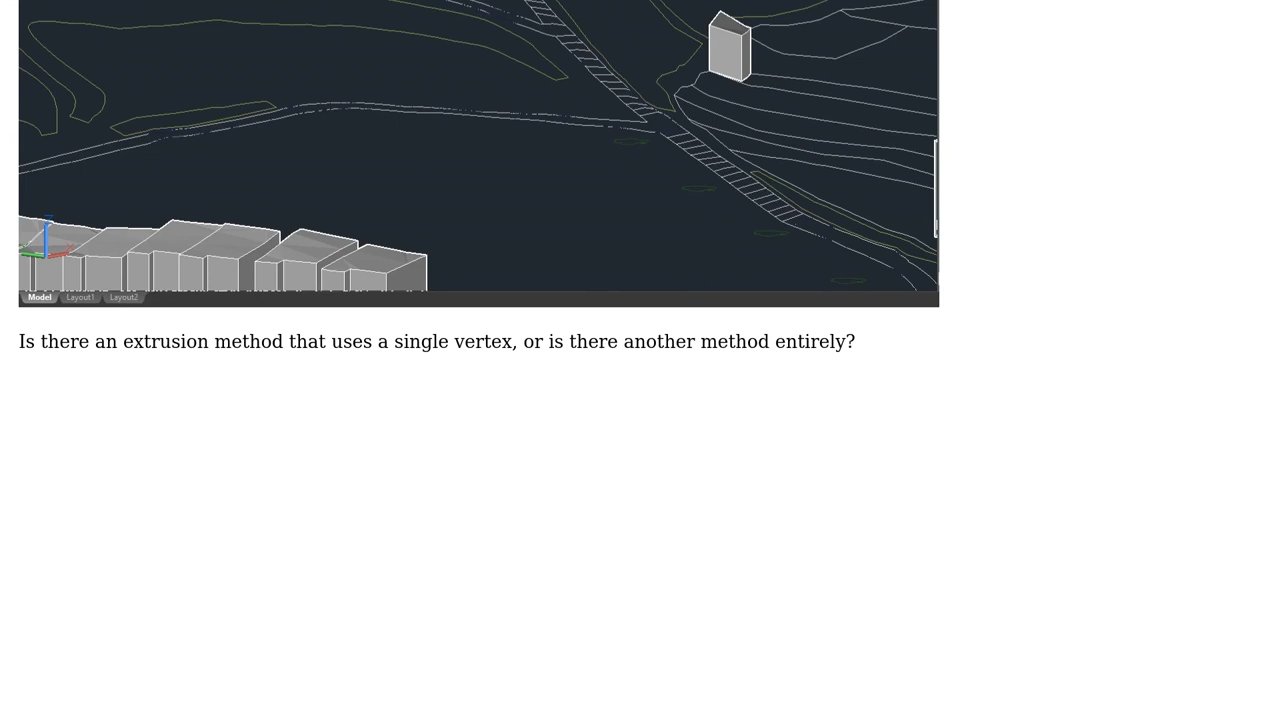 Model Layout1 Layout2
Is there an extrusion method that uses a single vertex, or is there another method entirely?